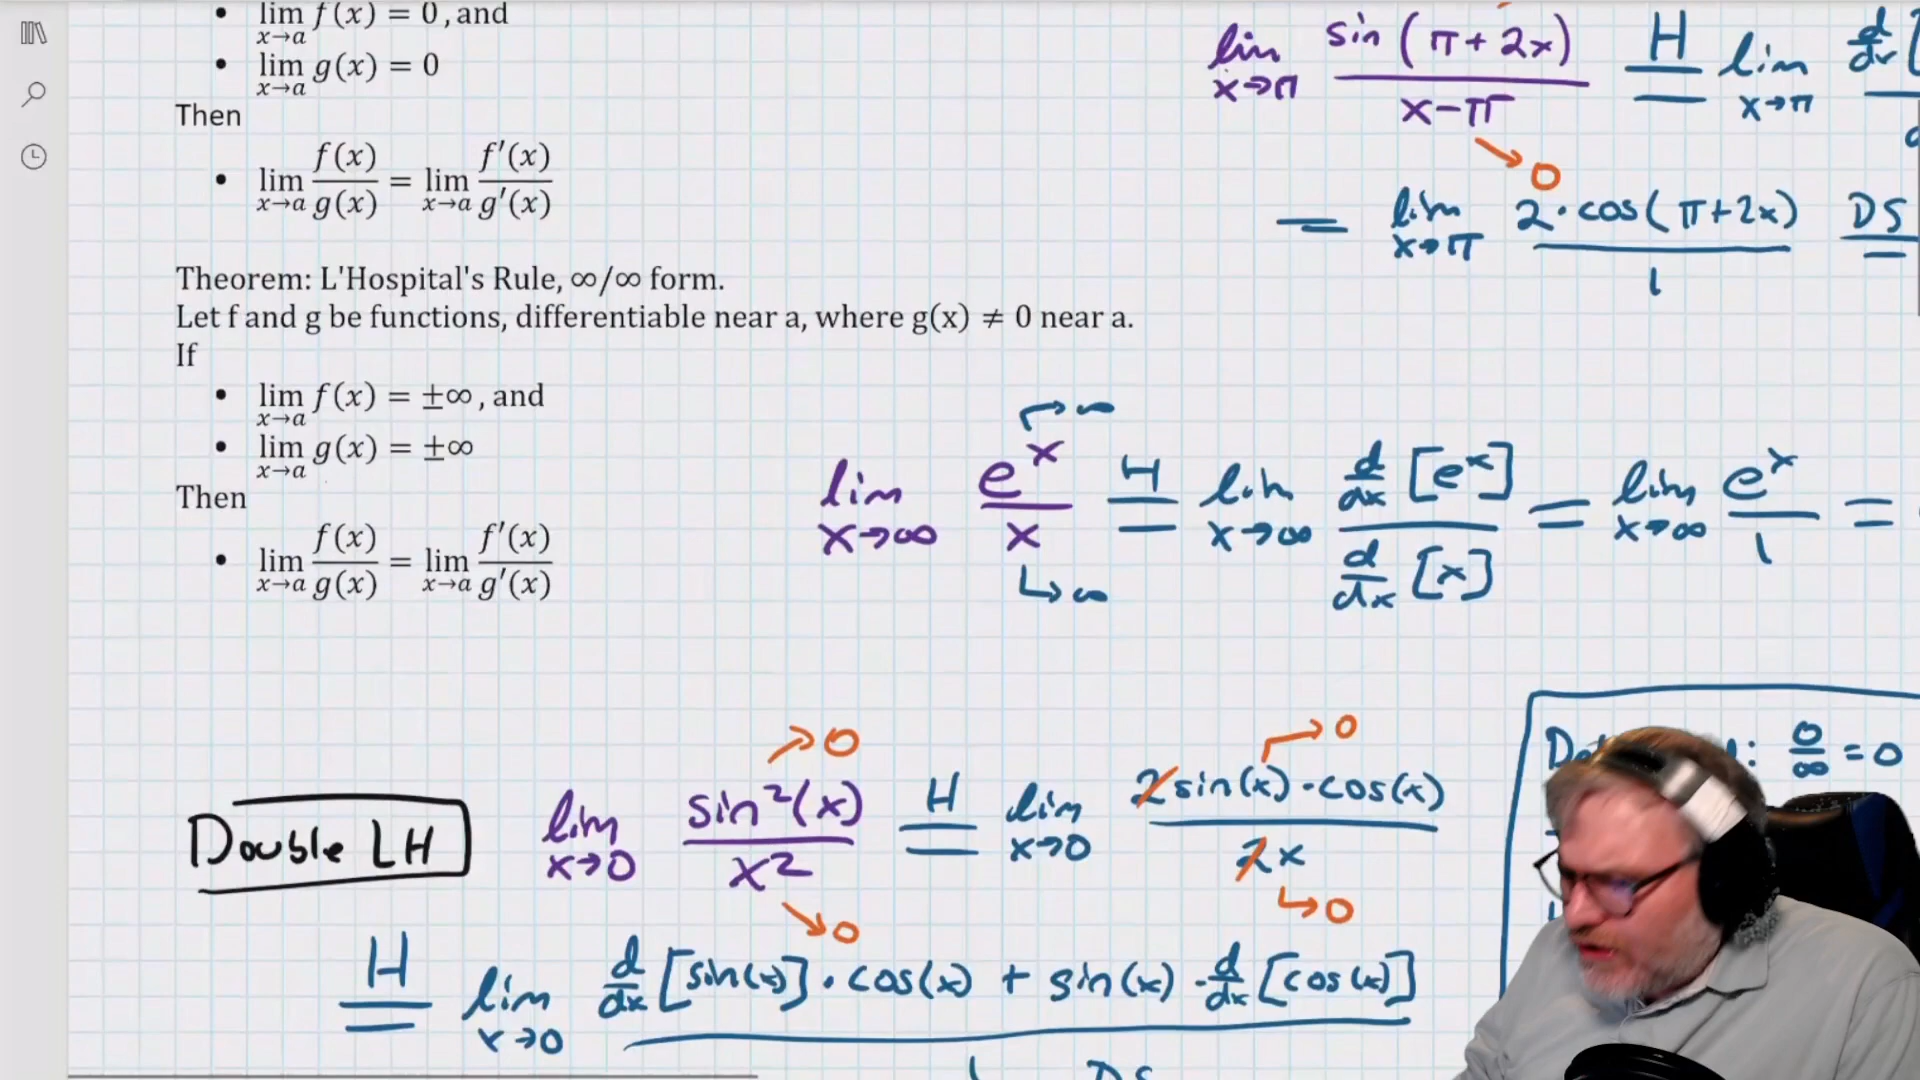 • lim x→a f(x) = 0, and
• lim x→a g(x) = 0
Then
• lim x→a f(x)/g(x) = lim x→a f′(x)/g′(x)
Theorem: L'Hospital's Rule, ∞/∞ form.
Let f and g be functions, differentiable near a, where g(x) ≠ 0 near a.
If
• lim x→a f(x) = ±∞, and
• lim x→a g(x) = ±∞
Then
• lim x→a f(x)/g(x) = lim x→a f′(x)/g′(x)
lim x→π sin(π+2x)/(x−π) H= lim x→π d/dx [
→0
= lim x→π 2·cos(π+2x)/1 DS=
→∞
lim x→∞ e^x/x H= lim x→∞ d/dx [e^x] / d/dx [x] = lim x→∞ e^x/1 =
→∞
→0 →0
Double LH lim x→0 sin²(x)/x² H= lim x→0 2sin(x)·cos(x)/2x
→0 →0
H= lim x→0 d/dx [sin(x)]·cos(x) + sin(x)·d/dx [cos(x)]
DS
: 0/∞ = 0